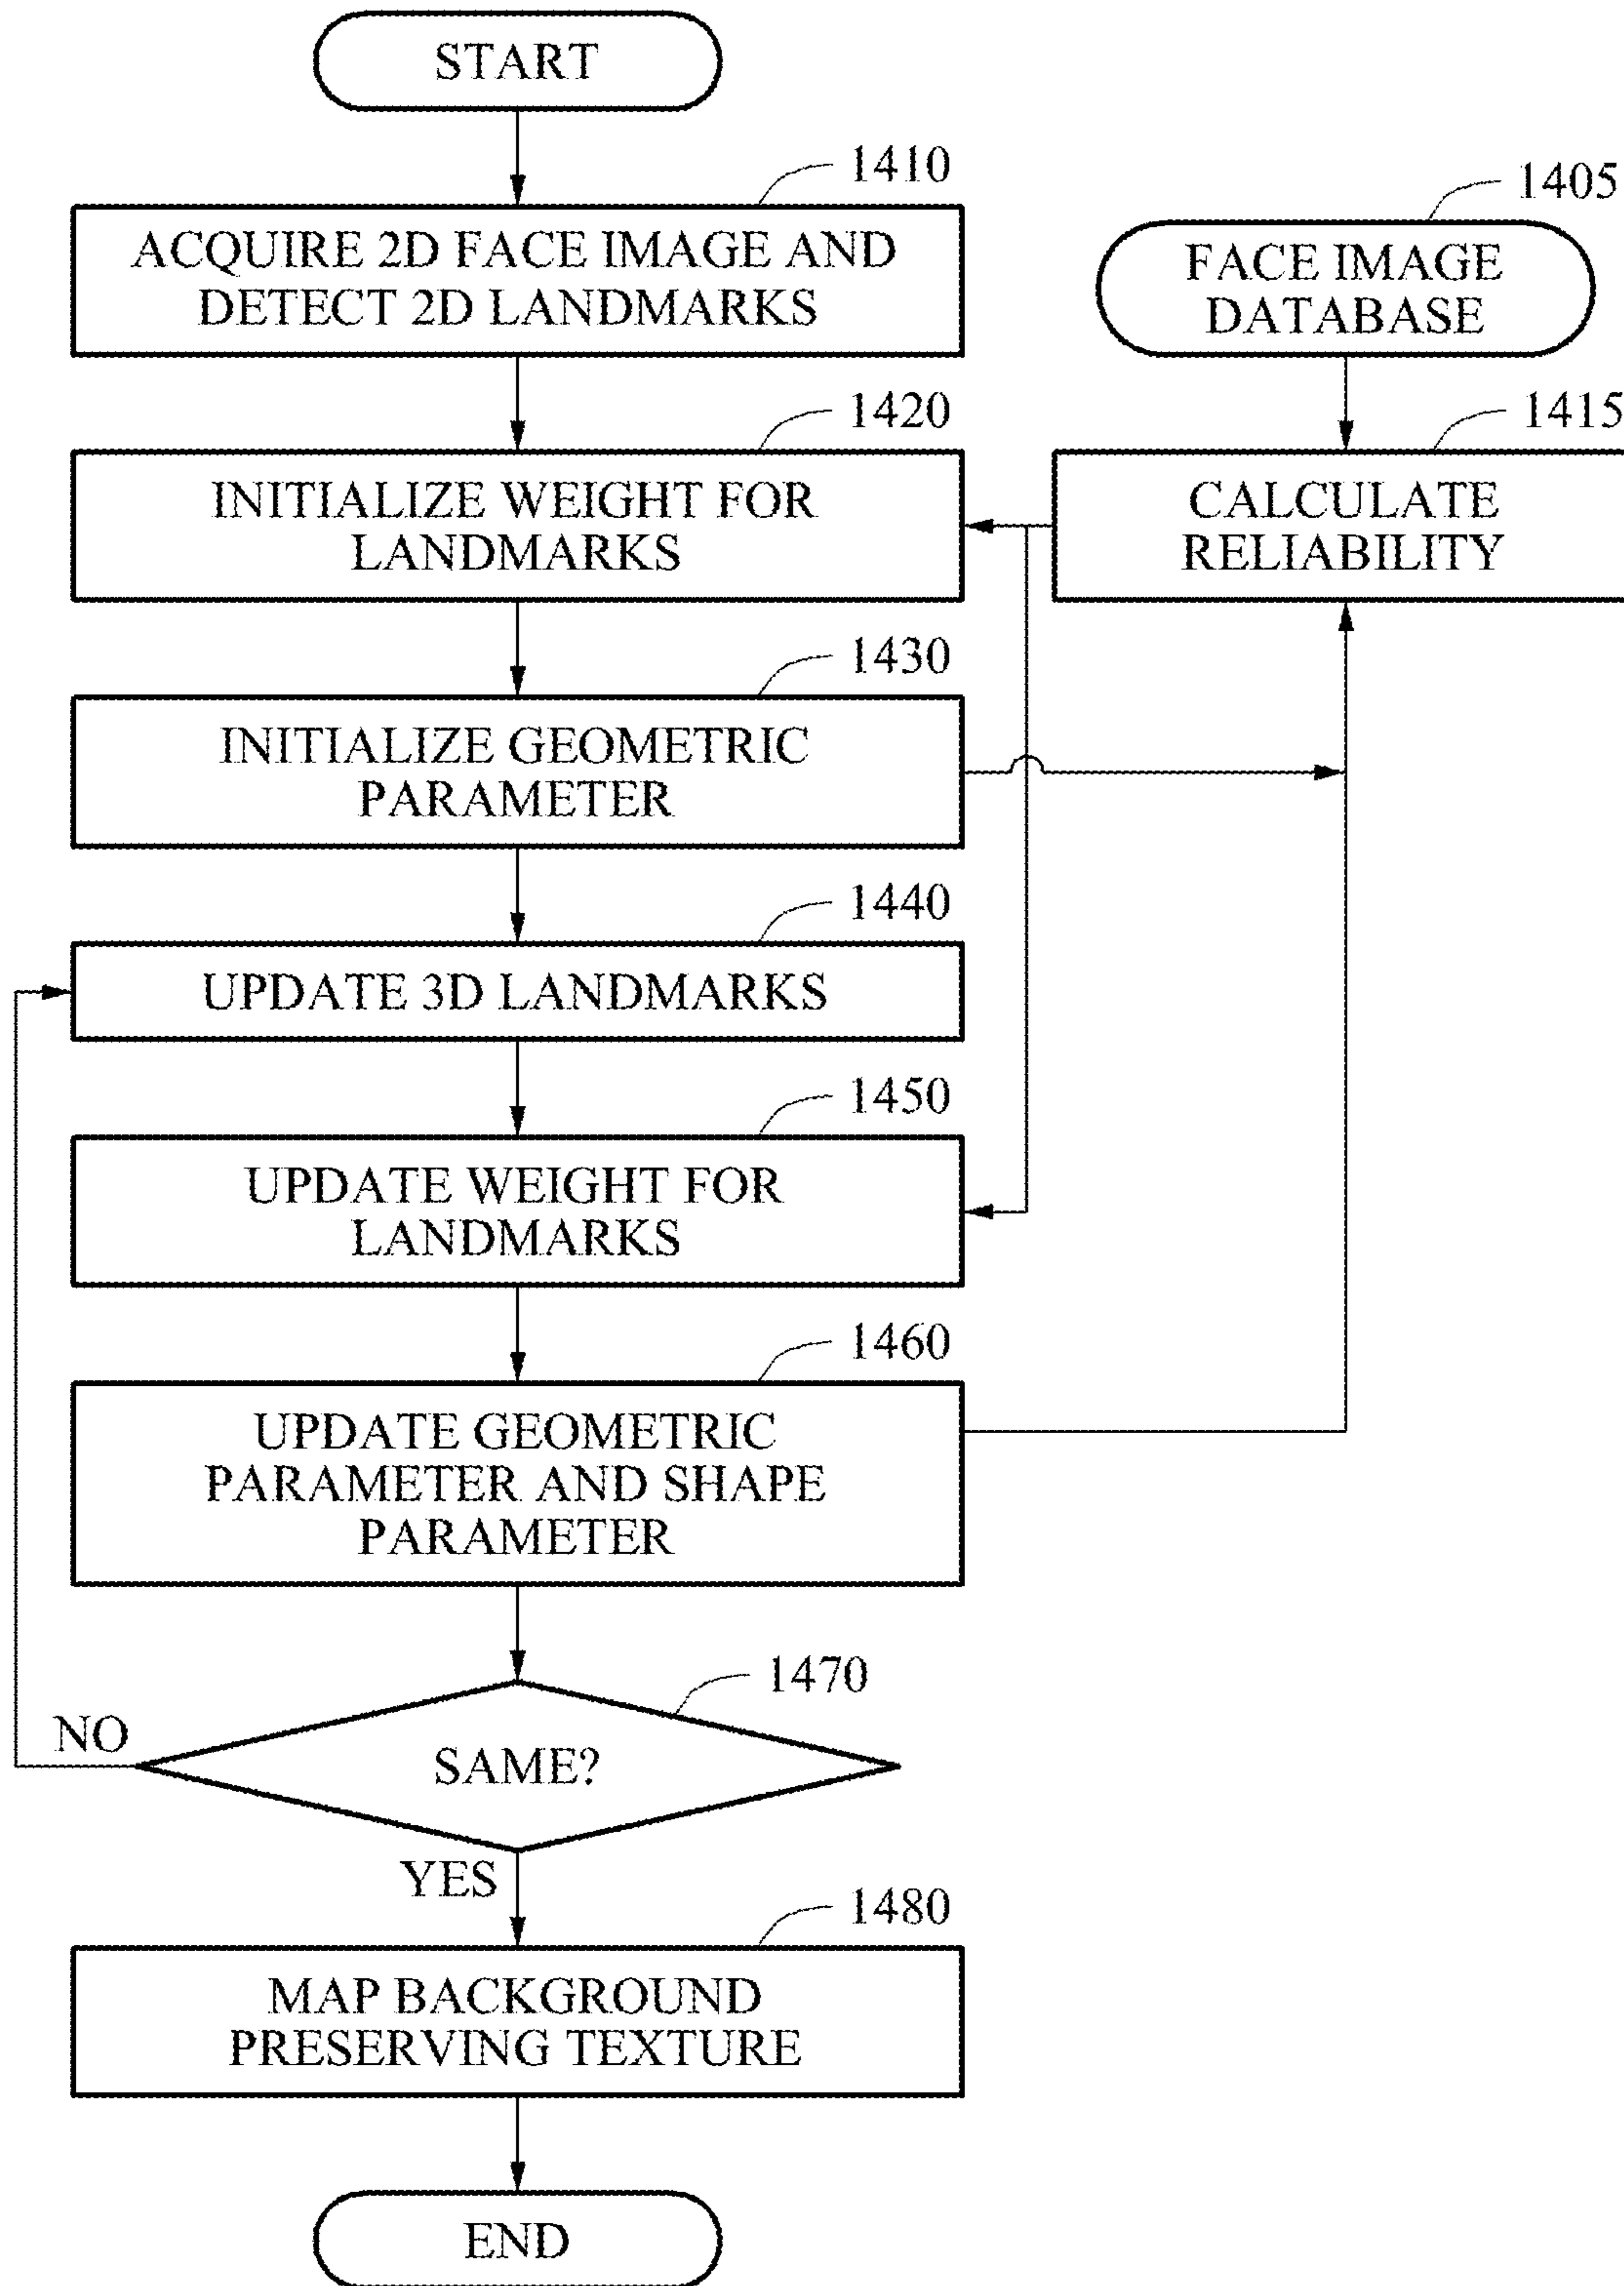 START
1410
ACQUIRE 2D FACE IMAGE AND
DETECT 2D LANDMARKS
1405
FACE IMAGE
DATABASE
1420
INITIALIZE WEIGHT FOR
LANDMARKS
1415
CALCULATE
RELIABILITY
1430
INITIALIZE GEOMETRIC
PARAMETER
1440
UPDATE 3D LANDMARKS
1450
UPDATE WEIGHT FOR
LANDMARKS
1460
UPDATE GEOMETRIC
PARAMETER AND SHAPE
PARAMETER
1470
NO
SAME?
YES
1480
MAP BACKGROUND
PRESERVING TEXTURE
END